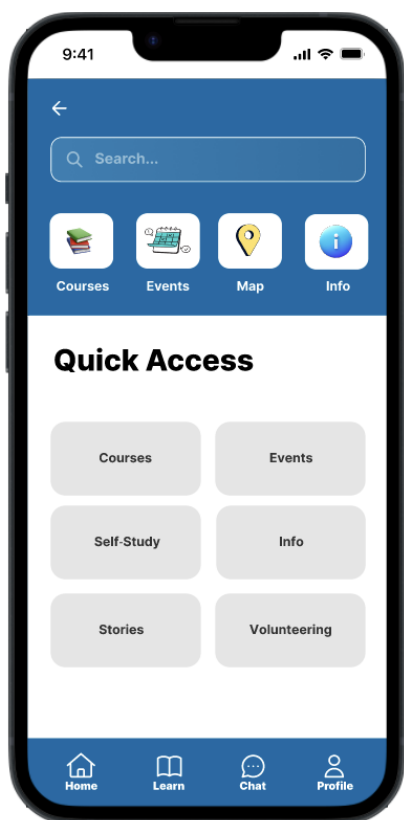 9:41
Search...
Courses Events Map Info
Quick Access
Courses Events
Self-Study Info
Stories Volunteering
Home Learn Chat Profile